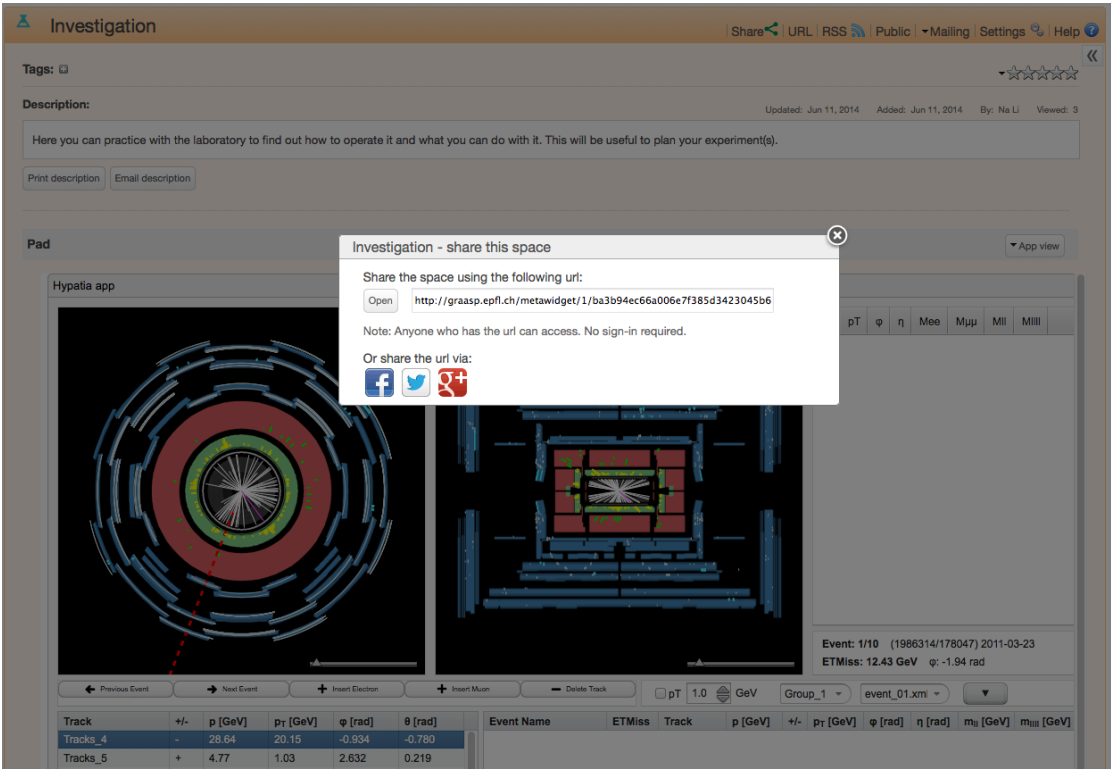 Investigation
Share URL RSS Public Mailing Settings Help
Tags:
Description:
Updated: Jun 11, 2014 Added: Jun 11, 2014 By: Na Li Viewed: 3
Here you can practice with the laboratory to find out how to operate it and what you can do with it. This will be useful to plan your experiment(s).
Print description Email description
Pad
App view
Investigation - share this space
Share the space using the following url:
Open http://graasp.epfl.ch/metawidget/1/ba3b94ec66a006e7f385d3423045b6
Note: Anyone who has the url can access. No sign-in required.
Or share the url via:
Hypatia app
pT φ η Mee Mμμ Mll Mllll
Event: 1/10 (1986314/178047) 2011-03-23
ETMiss: 12.43 GeV φ: -1.94 rad
Previous Event Next Event Insert Electron Insert Muon Delete Track
pT 1.0 GeV Group_1 event_01.xml
Track +/- p [GeV] pT [GeV] φ [rad] θ [rad]
Tracks_4 - 28.64 20.15 -0.934 -0.780
Tracks_5 + 4.77 1.03 2.632 0.219
Event Name ETMiss Track p [GeV] +/- pT [GeV] φ [rad] η [rad] mll [GeV] mllll [GeV]